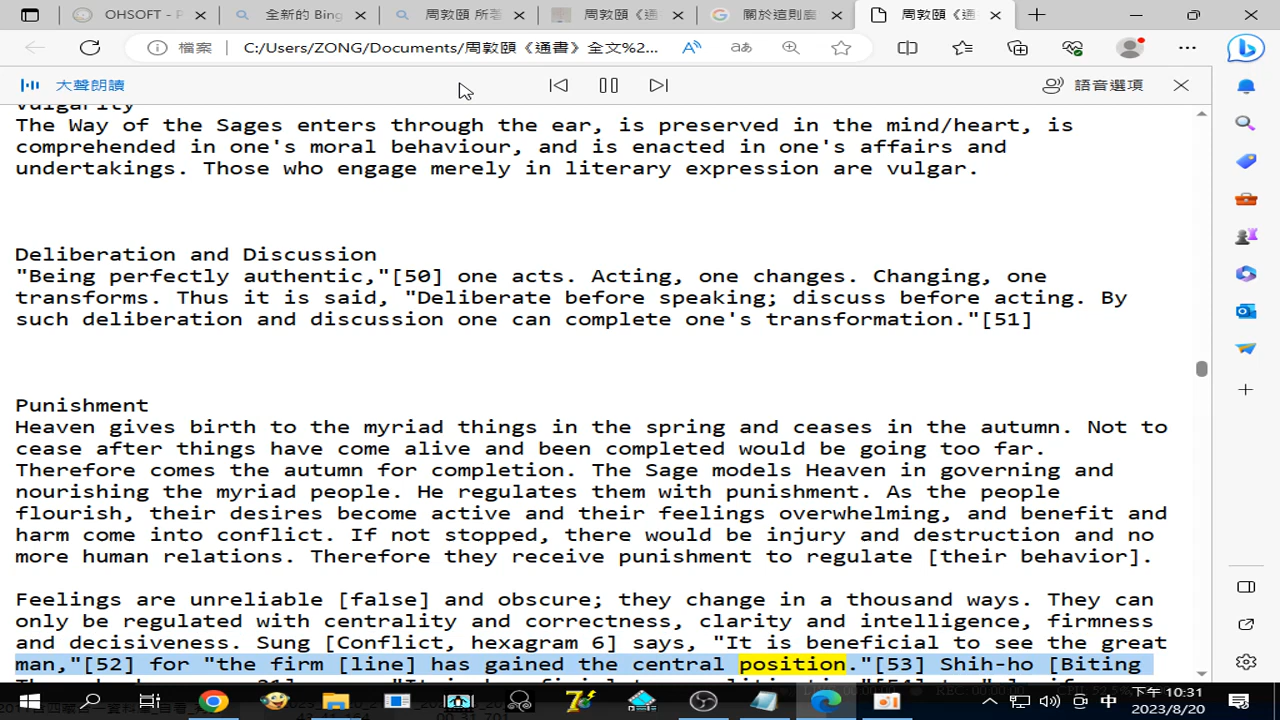 OHSOFT - F
全新的 Bing
周敦頤 所著
周敦頤《通
關於這則廳
周敦頤《通
檔案
C:/Users/ZONG/Documents/周敦頤《通書》全文%2...
大聲朗讀
語音選項
Vulgarity
The Way of the Sages enters through the ear, is preserved in the mind/heart, is
comprehended in one's moral behaviour, and is enacted in one's affairs and
undertakings. Those who engage merely in literary expression are vulgar.
Deliberation and Discussion
"Being perfectly authentic,"[50] one acts. Acting, one changes. Changing, one
transforms. Thus it is said, "Deliberate before speaking; discuss before acting. By
such deliberation and discussion one can complete one's transformation."[51]
Punishment
Heaven gives birth to the myriad things in the spring and ceases in the autumn. Not to
cease after things have come alive and been completed would be going too far.
Therefore comes the autumn for completion. The Sage models Heaven in governing and
nourishing the myriad people. He regulates them with punishment. As the people
flourish, their desires become active and their feelings overwhelming, and benefit and
harm come into conflict. If not stopped, there would be injury and destruction and no
more human relations. Therefore they receive punishment to regulate [their behavior].
Feelings are unreliable [false] and obscure; they change in a thousand ways. They can
only be regulated with centrality and correctness, clarity and intelligence, firmness
and decisiveness. Sung [Conflict, hexagram 6] says, "It is beneficial to see the great
man,"[52] for "the firm [line] has gained the central position."[53] Shih-ho [Biting
中
下午 10:31
2023/8/20